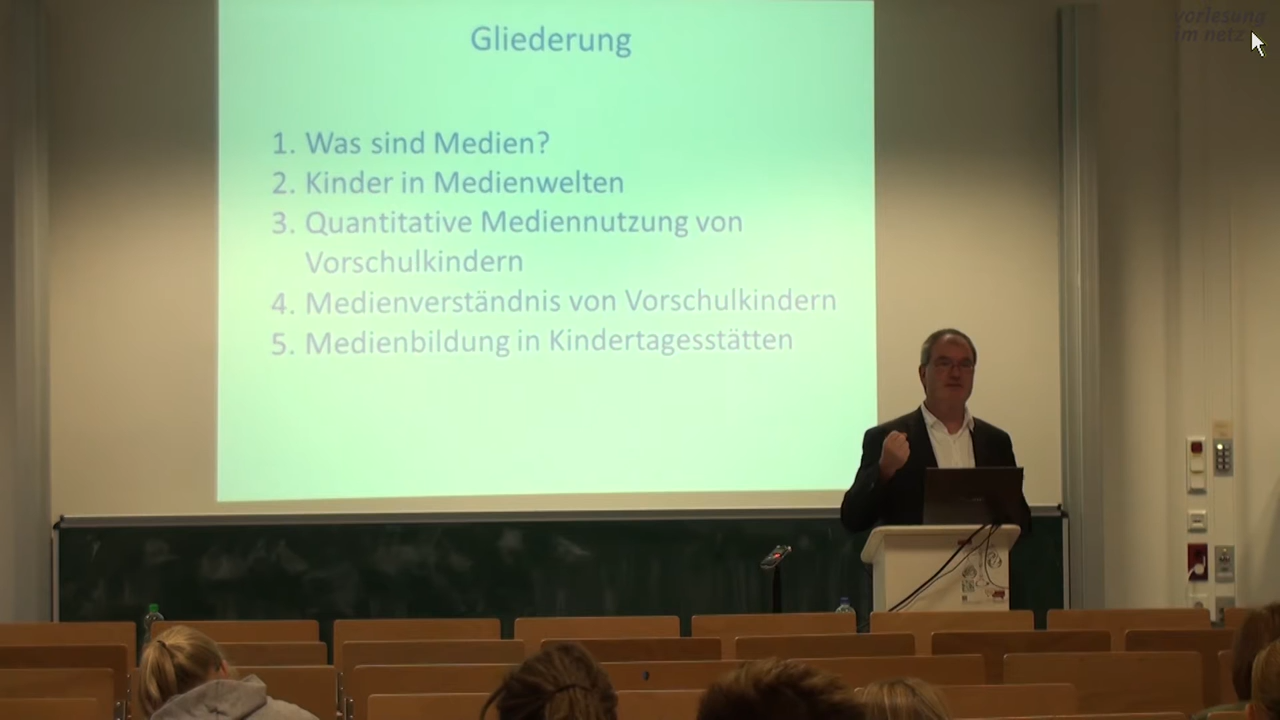 vorlesung
im netz
Gliederung
1. Was sind Medien?
2. Kinder in Medienwelten
3. Quantitative Mediennutzung von
Vorschulkindern
4. Medienverständnis von Vorschulkindern
5. Medienbildung in Kindertagesstätten